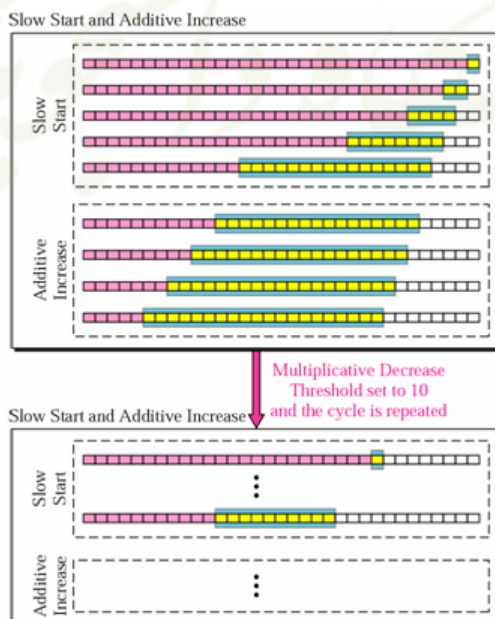 Slow Start and Additive Increase
Slow
Start
Additive
Increase
Multiplicative Decrease
Threshold set to 10
and the cycle is repeated
Slow Start and Additive Increase
Slow
Start
Additive
Increase